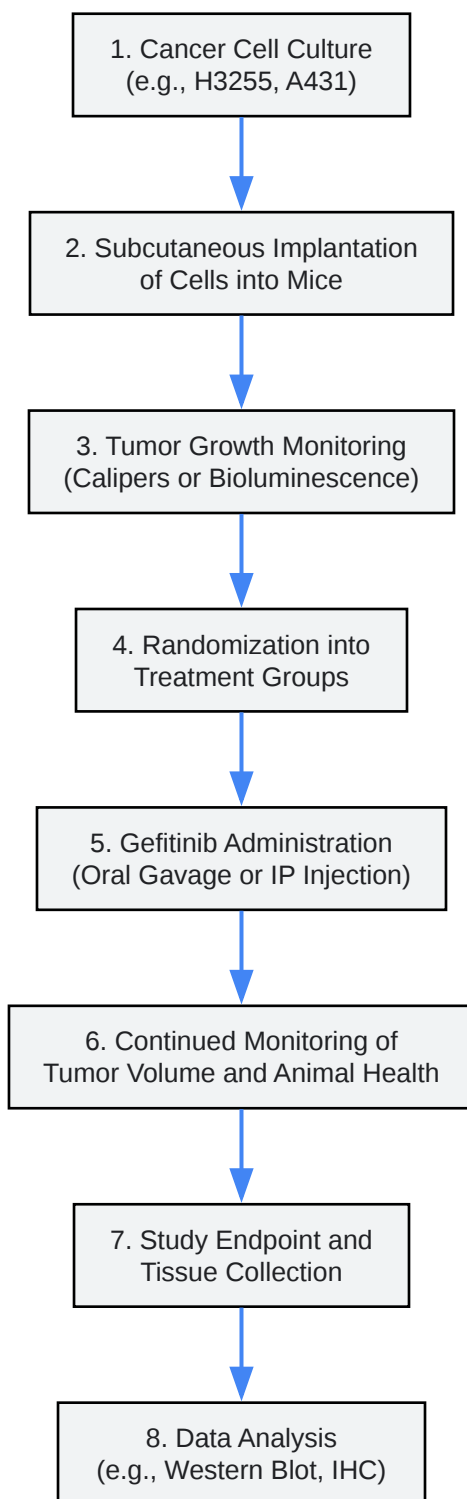 1. Cancer Cell Culture
(e.g., H3255, A431)
2. Subcutaneous Implantation
of Cells into Mice
3. Tumor Growth Monitoring
(Calipers or Bioluminescence)
4. Randomization into
Treatment Groups
5. Gefitinib Administration
(Oral Gavage or IP Injection)
6. Continued Monitoring of
Tumor Volume and Animal Health
7. Study Endpoint and
Tissue Collection
8. Data Analysis
(e.g., Western Blot, IHC)